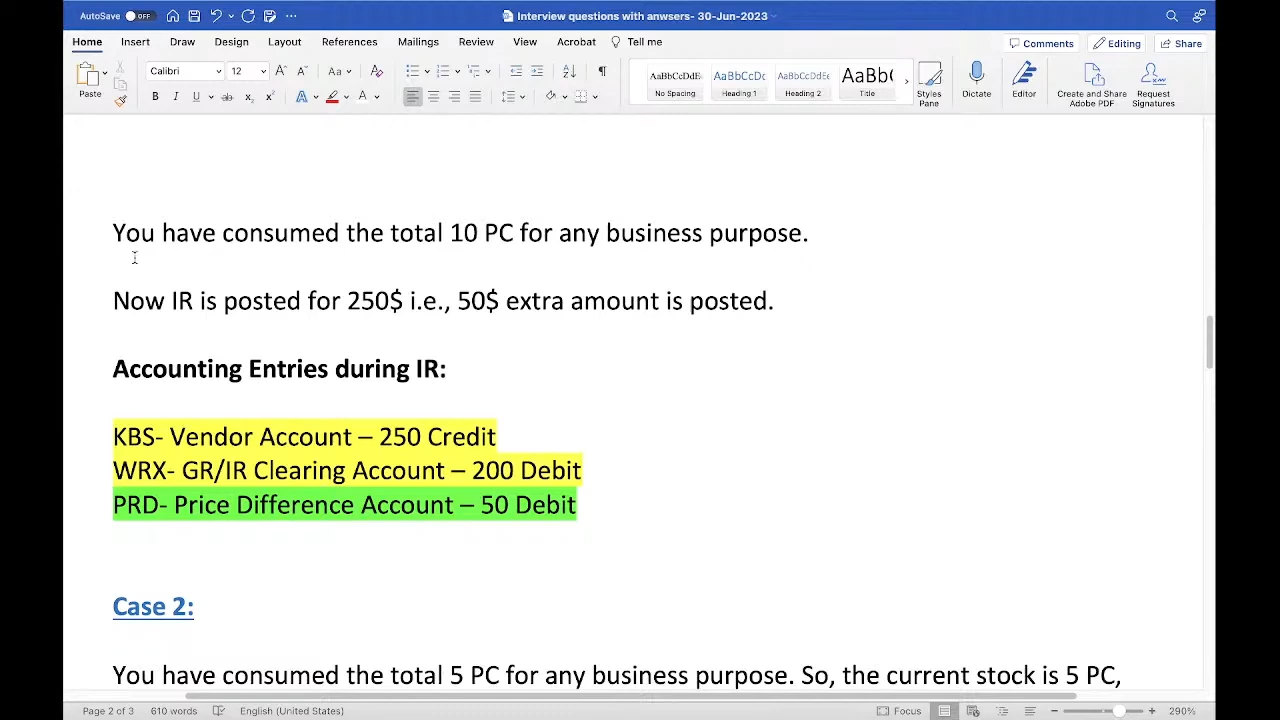 AutoSave OFF
Interview questions with anwsers- 30-Jun-2023
Home Insert Draw Design Layout References Mailings Review View Acrobat Tell me
Comments Editing Share
Paste
Calibri 12
AaBbCcDdE No Spacing
AaBbCcDc Heading 1
AaBbCcDdEe Heading 2
AaBb( Title
Styles Pane
Dictate
Editor
Create and Share Adobe PDF
Request Signatures
You have consumed the total 10 PC for any business purpose.
Now IR is posted for 250$ i.e., 50$ extra amount is posted.
Accounting Entries during IR:
KBS- Vendor Account – 250 Credit
WRX- GR/IR Clearing Account – 200 Debit
PRD- Price Difference Account – 50 Debit
Case 2:
You have consumed the total 5 PC for any business purpose. So, the current stock is 5 PC,
Page 2 of 3 610 words English (United States) Focus 290%